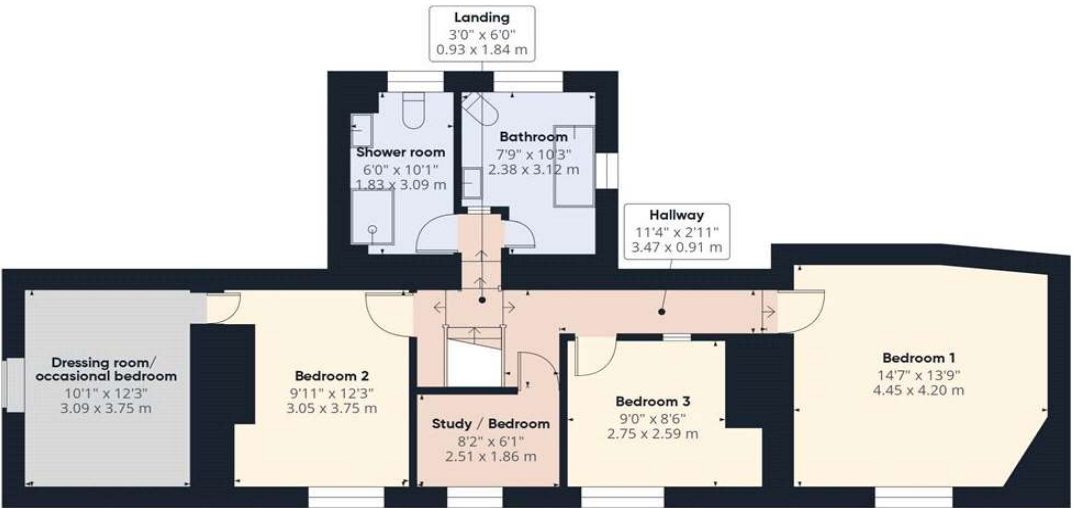 Landing
3'0" x 6'0"
0.93 x 1.84 m
Shower room
6'0" x 10'1"
1.83 x 3.09 m
Bathroom
7'9" x 10'3"
2.38 x 3.12 m
Hallway
11'4" x 2'11"
3.47 x 0.91 m
Dressing room/
occasional bedroom
10'1" x 12'3"
3.09 x 3.75 m
Bedroom 2
9'11" x 12'3"
3.05 x 3.75 m
Study / Bedroom
8'2" x 6'1"
2.51 x 1.86 m
Bedroom 3
9'0" x 8'6"
2.75 x 2.59 m
Bedroom 1
14'7" x 13'9"
4.45 x 4.20 m